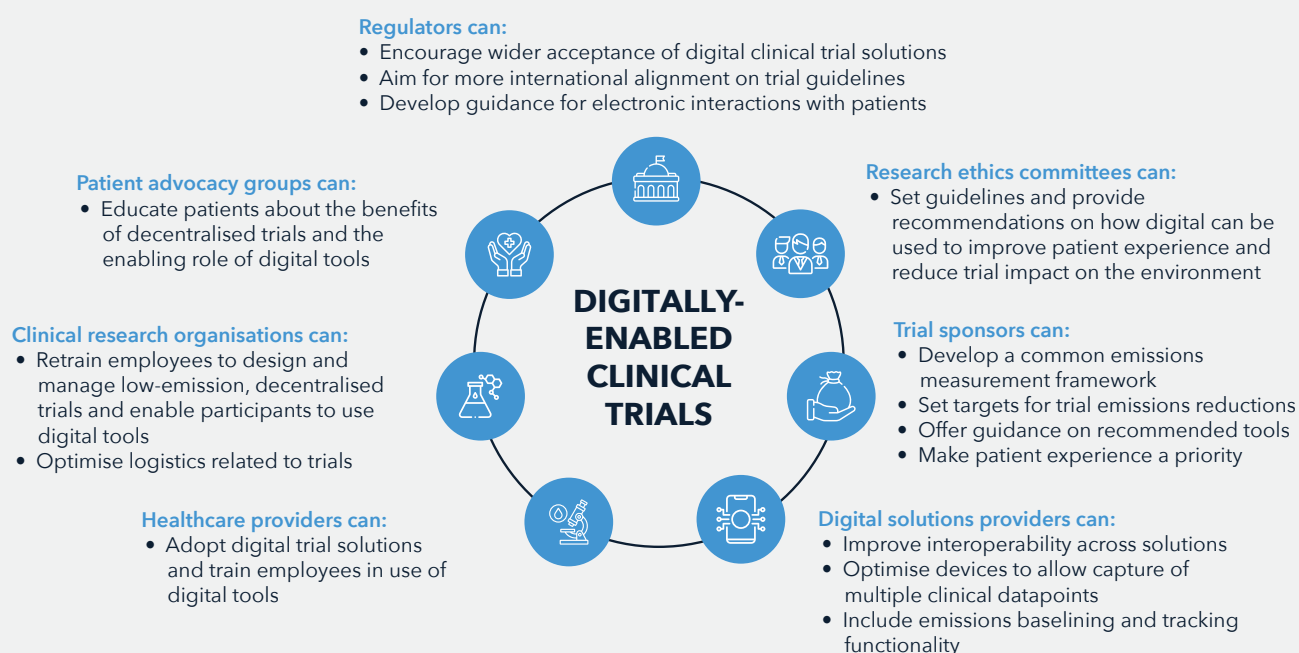 Regulators can:
• Encourage wider acceptance of digital clinical trial solutions
• Aim for more international alignment on trial guidelines
• Develop guidance for electronic interactions with patients
Patient advocacy groups can:
• Educate patients about the benefits
of decentralised trials and the
enabling role of digital tools
Research ethics committees can:
• Set guidelines and provide
recommendations on how digital can be
used to improve patient experience and
reduce trial impact on the environment
DIGITALLY-
ENABLED
CLINICAL
TRIALS
Clinical research organisations can:
• Retrain employees to design and
manage low-emission, decentralised
trials and enable participants to use
digital tools
• Optimise logistics related to trials
Trial sponsors can:
• Develop a common emissions
measurement framework
• Set targets for trial emissions reductions
• Offer guidance on recommended tools
• Make patient experience a priority
Healthcare providers can:
• Adopt digital trial solutions
and train employees in use of
digital tools
Digital solutions providers can:
• Improve interoperability across solutions
• Optimise devices to allow capture of
multiple clinical datapoints
• Include emissions baselining and tracking
functionality